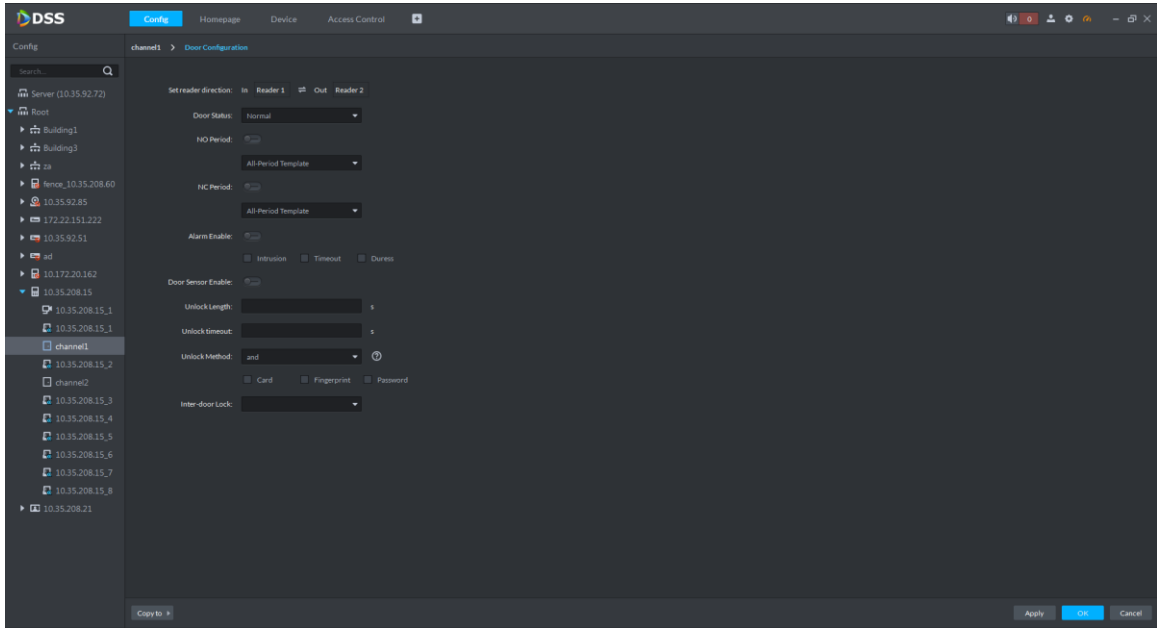 DSS
Config
Homepage
Device
Access Control
0
Config
channel1 > Door Configuration
Search...
Server (10.35.92.72)
Root
Building1
Building3
za
fence_10.35.208.60
10.35.92.85
172.22.151.222
10.35.92.51
ad
10.172.20.162
10.35.208.15
10.35.208.15_1
10.35.208.15_1
channel1
10.35.208.15_2
channel2
10.35.208.15_3
10.35.208.15_4
10.35.208.15_5
10.35.208.15_6
10.35.208.15_7
10.35.208.15_8
10.35.208.21
Set reader direction: In Reader 1 ⇌ Out Reader 2
Door Status: Normal
NO Period:
All-Period Template
NC Period:
All-Period Template
Alarm Enable:
Intrusion Timeout Duress
Door Sensor Enable:
Unlock Length: s
Unlock timeout: s
Unlock Method: and
Card Fingerprint Password
Inter-door Lock:
Copy to
Apply
OK
Cancel